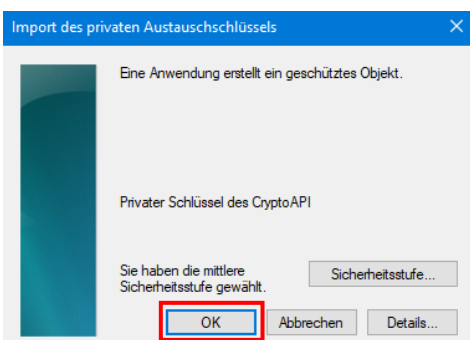 Import des privaten Austauschschlüssels
Eine Anwendung erstellt ein geschütztes Objekt.
Privater Schlüssel des CryptoAPI
Sie haben die mittlere
Sicherheitsstufe gewählt.
Sicherheitsstufe...
OK
Abbrechen
Details...